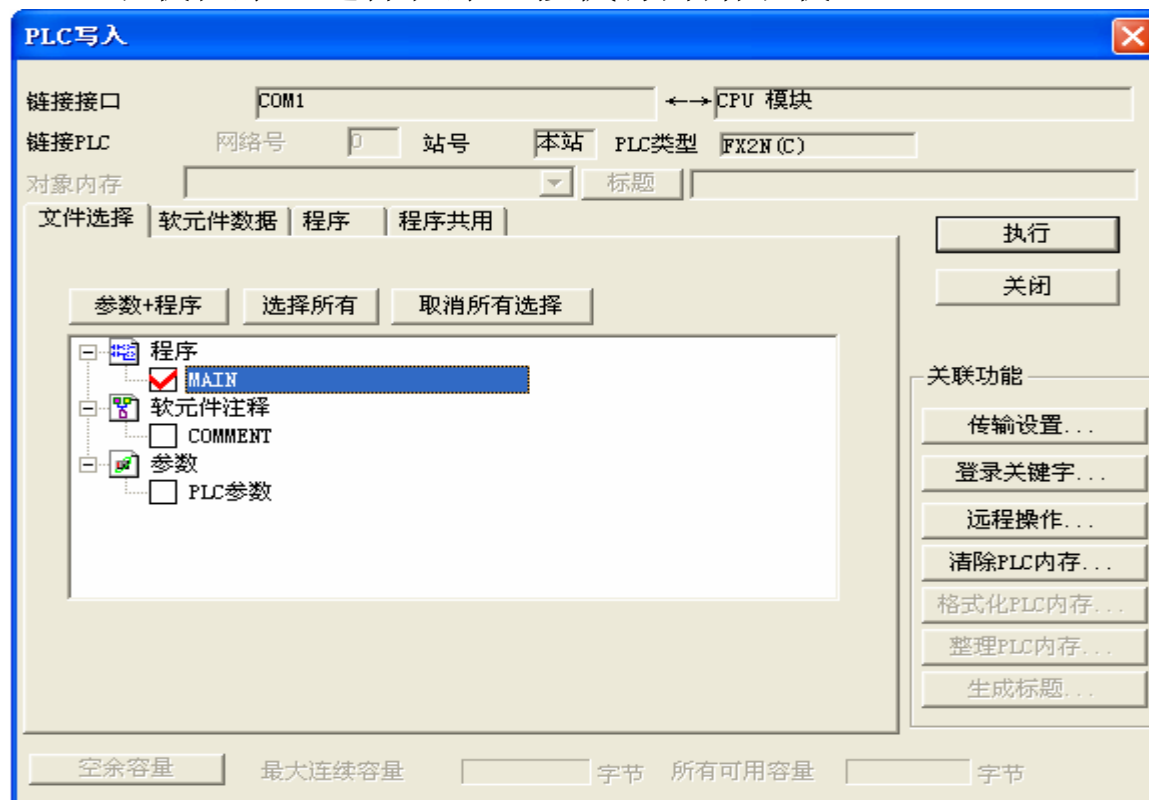 PLC写入
链接接口 COM1 ←→ CPU 模块
链接PLC 网络号 0 站号 本站 PLC类型 FX2N(C)
对象内存 标题
文件选择 软元件数据 程序 程序共用
执行
关闭
参数+程序 选择所有 取消所有选择
程序
MAIN
软元件注释
COMMENT
参数
PLC参数
关联功能
传输设置...
登录关键字...
远程操作...
清除PLC内存...
格式化PLC内存...
整理PLC内存...
生成标题...
空余容量 最大连续容量 字节 所有可用容量 字节